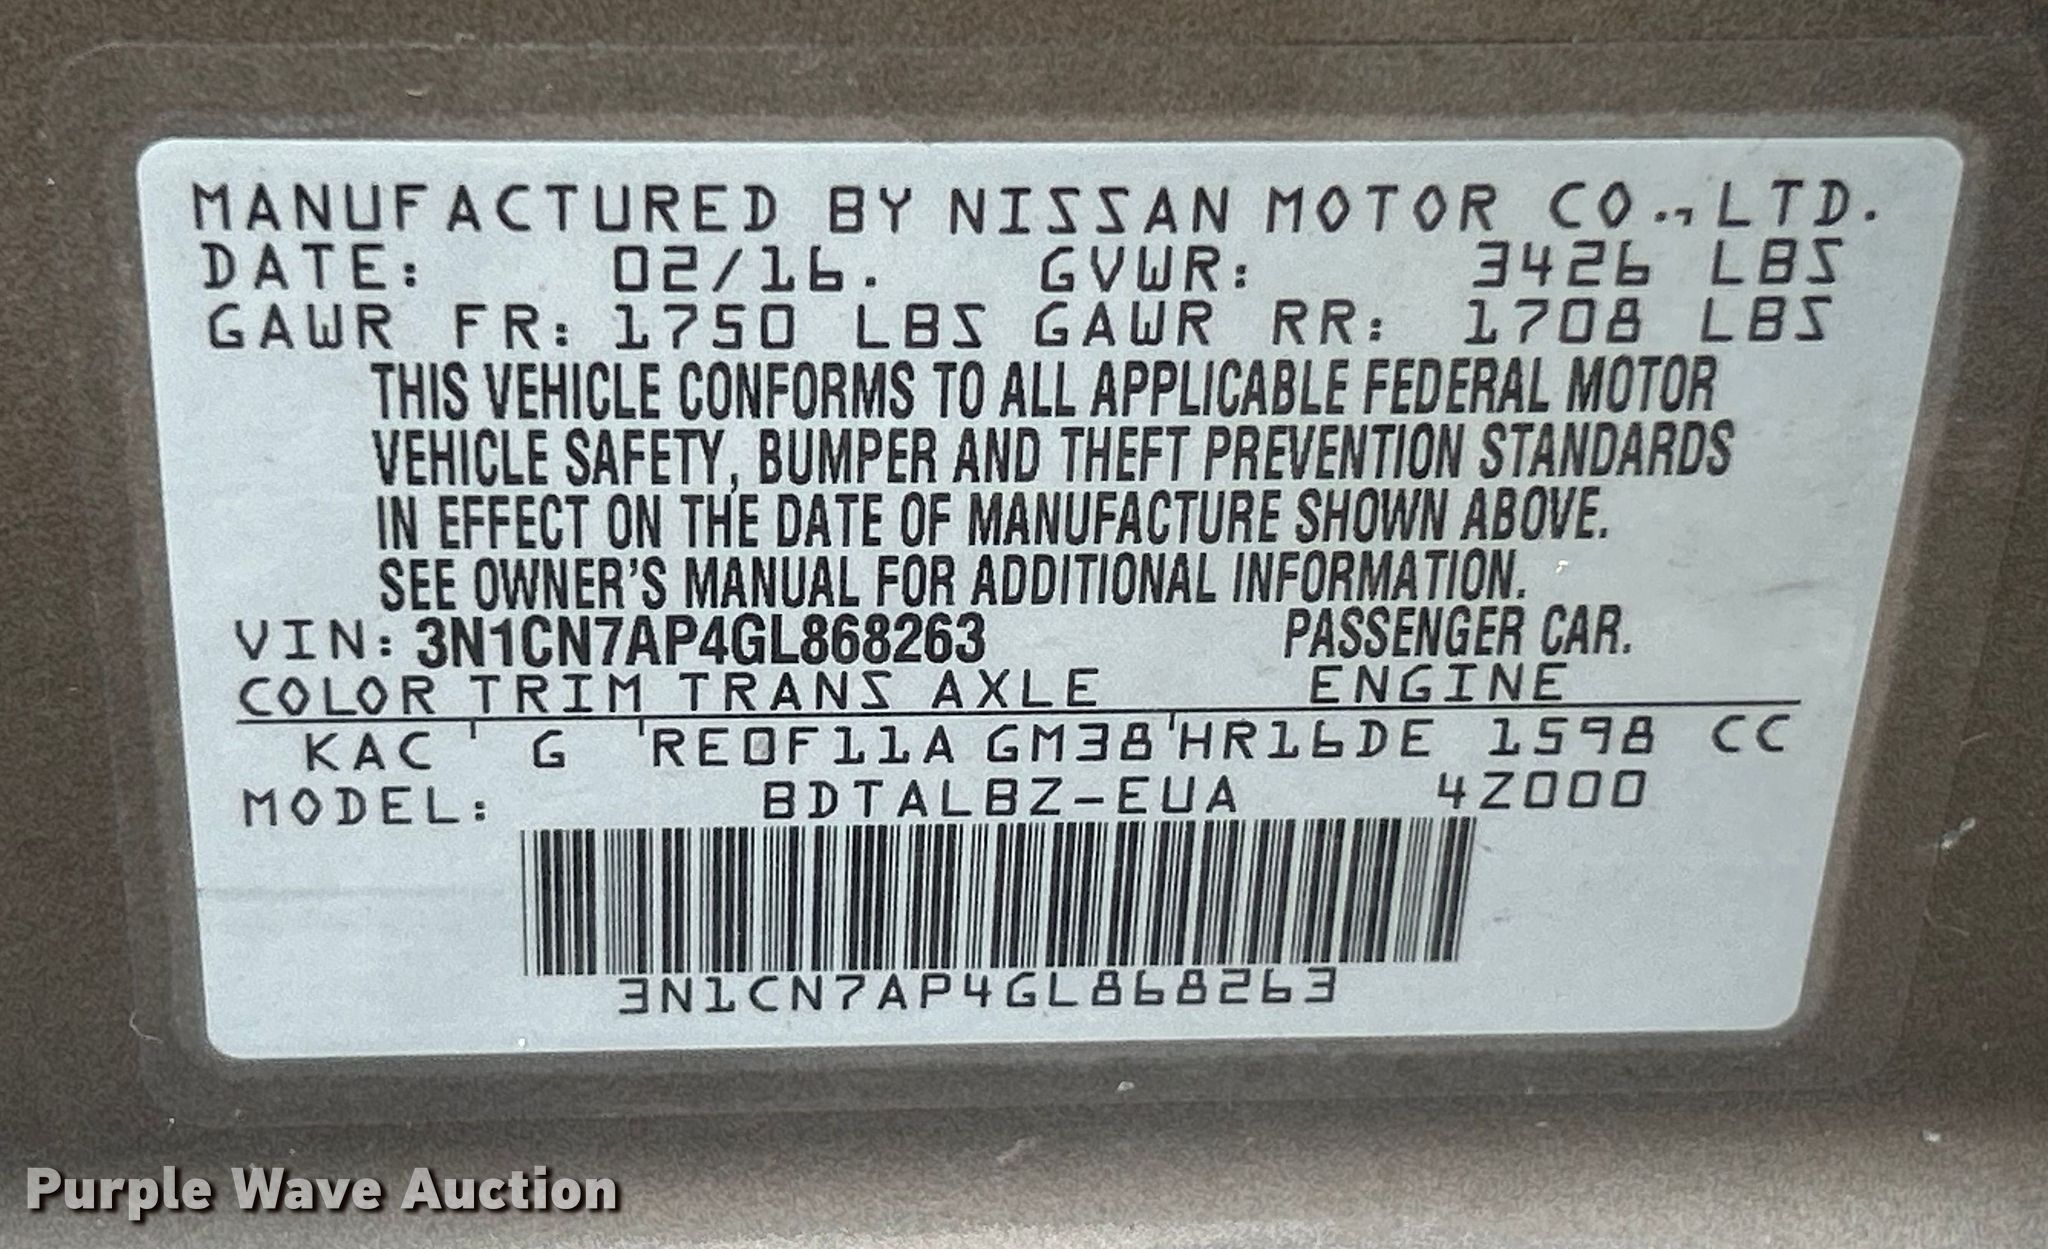 MANUFACTURED BY NISSAN MOTOR CO., LTD.
DATE: 02/16. GVWR: 3426 LBS
GAWR FR: 1750 LBS GAWR RR: 1708 LBS
THIS VEHICLE CONFORMS TO ALL APPLICABLE FEDERAL MOTOR
VEHICLE SAFETY, BUMPER AND THEFT PREVENTION STANDARDS
IN EFFECT ON THE DATE OF MANUFACTURE SHOWN ABOVE.
SEE OWNER'S MANUAL FOR ADDITIONAL INFORMATION.
VIN: 3N1CN7AP4GL868263 PASSENGER CAR.
COLOR TRIM TRANS AXLE ENGINE
KAC G RE0F11A GM38 HR16DE 1598 CC
MODEL: BDTALBZ-EUA 4Z000
3N1CN7AP4GL868263
Purple Wave Auction